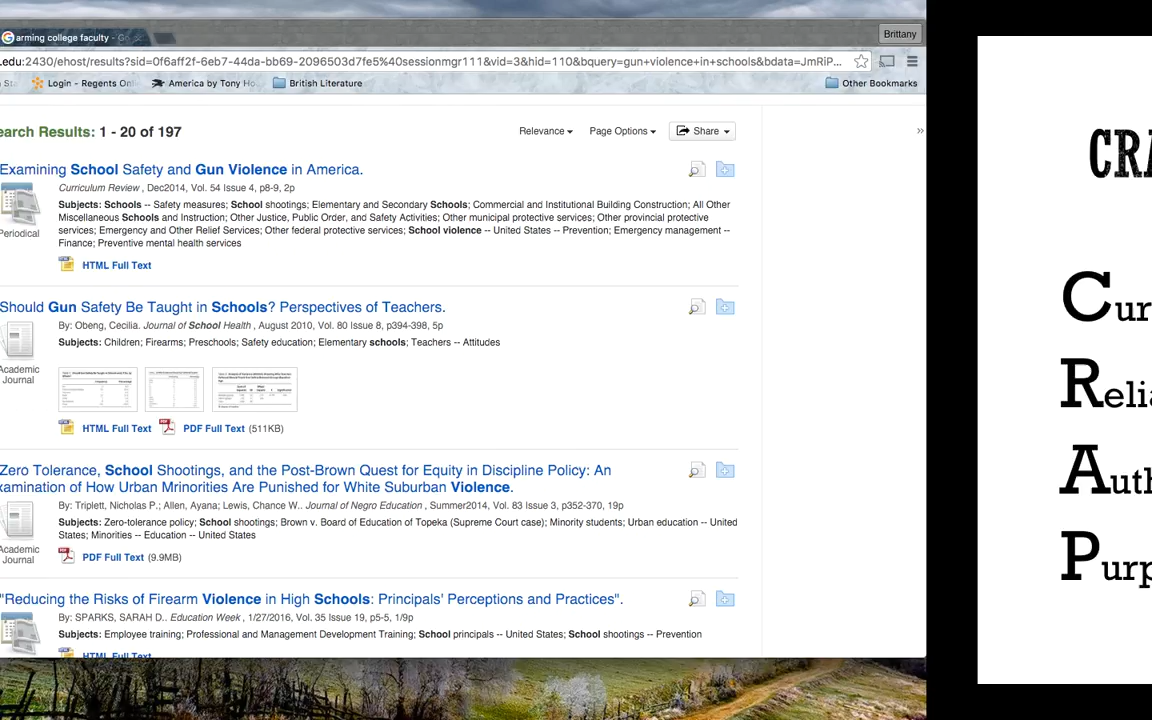 arming college faculty - Go
Brittany
.edu:2430/ehost/results?sid=0f6aff2f-6eb7-44da-bb69-2096503d7fe5%40sessionmgr111&vid=3&hid=110&bquery=gun+violence+in+schools&bdata=JmRiP...
Login - Regents Onli
America by Tony Ho
British Literature
Other Bookmarks
earch Results: 1 - 20 of 197
Relevance
Page Options
Share
»
Examining School Safety and Gun Violence in America.
Curriculum Review , Dec2014, Vol. 54 Issue 4, p8-9, 2p
Subjects: Schools -- Safety measures; School shootings; Elementary and Secondary Schools; Commercial and Institutional Building Construction; All Other
Miscellaneous Schools and Instruction; Other Justice, Public Order, and Safety Activities; Other municipal protective services; Other provincial protective
services; Emergency and Other Relief Services; Other federal protective services; School violence -- United States -- Prevention; Emergency management --
Finance; Preventive mental health services
Periodical
HTML Full Text
Should Gun Safety Be Taught in Schools? Perspectives of Teachers.
By: Obeng, Cecilia. Journal of School Health , August 2010, Vol. 80 Issue 8, p394-398, 5p
Subjects: Children; Firearms; Preschools; Safety education; Elementary schools; Teachers -- Attitudes
Academic
Journal
HTML Full Text
PDF Full Text (511KB)
Zero Tolerance, School Shootings, and the Post-Brown Quest for Equity in Discipline Policy: An
xamination of How Urban Mrinorities Are Punished for White Suburban Violence.
By: Triplett, Nicholas P.; Allen, Ayana; Lewis, Chance W.. Journal of Negro Education , Summer2014, Vol. 83 Issue 3, p352-370, 19p
Subjects: Zero-tolerance policy; School shootings; Brown v. Board of Education of Topeka (Supreme Court case); Minority students; Urban education -- United
States; Minorities -- Education -- United States
Academic
Journal
PDF Full Text (9.9MB)
"Reducing the Risks of Firearm Violence in High Schools: Principals' Perceptions and Practices".
By: SPARKS, SARAH D.. Education Week , 1/27/2016, Vol. 35 Issue 19, p5-5, 1/9p
Subjects: Employee training; Professional and Management Development Training; School principals -- United States; School shootings -- Prevention
HTML Full Text
CRA
Cur
Relia
Auth
Purp